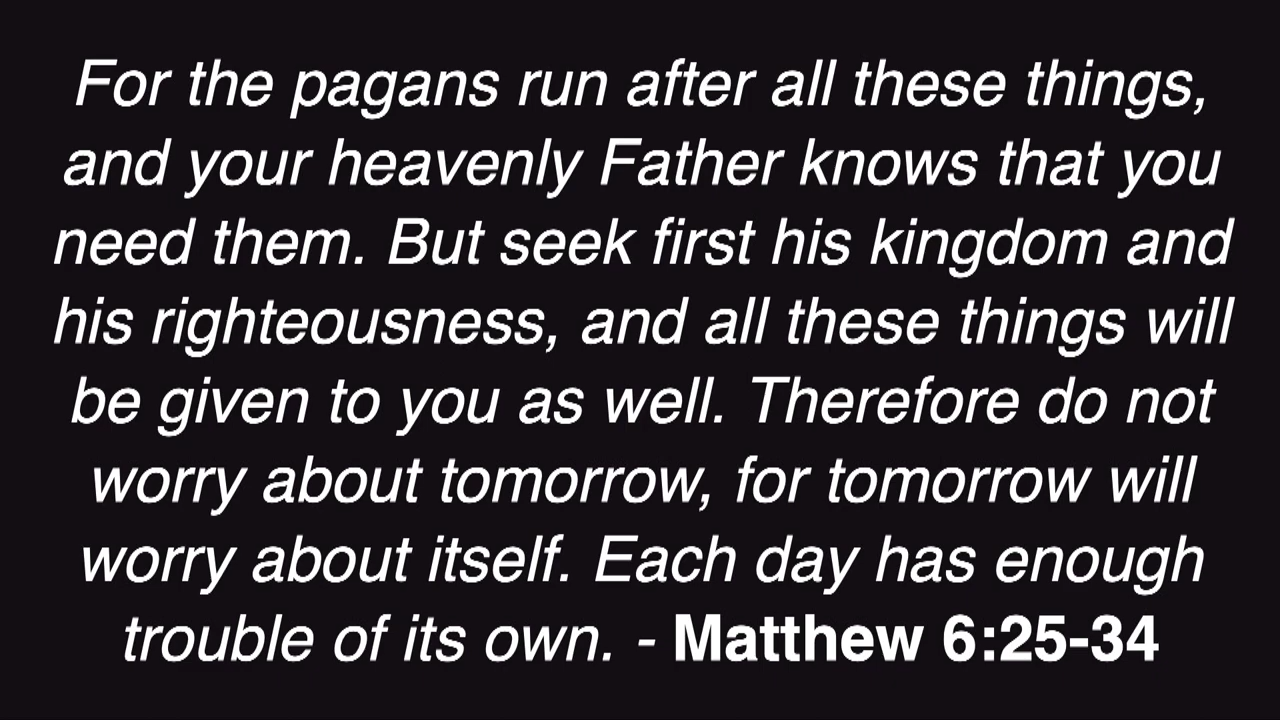 For the pagans run after all these things,
and your heavenly Father knows that you
need them. But seek first his kingdom and
his righteousness, and all these things will
be given to you as well. Therefore do not
worry about tomorrow, for tomorrow will
worry about itself. Each day has enough
trouble of its own. - Matthew 6:25-34